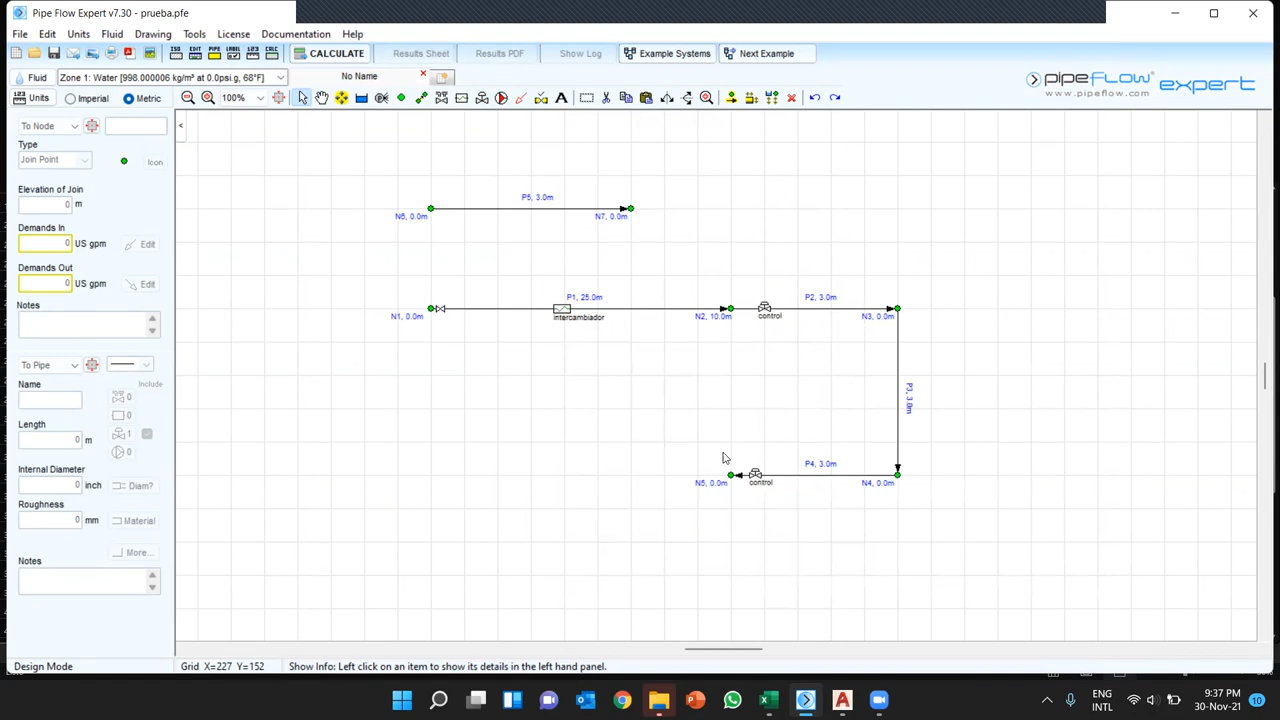 Pipe Flow Expert v7.30 - prueba.pfe
File Edit Units Fluid Drawing Tools License Documentation Help
CALCULATE Results Sheet Results PDF Show Log Example Systems Next Example
Fluid Zone 1: Water [998.000006 kg/m³ at 0.0psi.g, 68°F] No Name
pipeFLOW expert
www.pipeflow.com
Units Imperial Metric 100%
To Node
Type
Join Point Icon
Elevation of Join
0 m
Demands In
0 US gpm Edit
Demands Out
0 US gpm Edit
Notes
To Pipe
Name Include
0
0
Length
0 m 1
0
Internal Diameter
0 inch Diam?
Roughness
0 mm Material
More...
Notes
P5, 3.0m
N6, 0.0m N7, 0.0m
P1, 25.0m P2, 3.0m
N1, 0.0m intercambiador N2, 10.0m control N3, 0.0m
P3, 3.0m
P4, 3.0m
N5, 0.0m control N4, 0.0m
Design Mode Grid X=227 Y=152 Show Info: Left click on an item to show its details in the left hand panel.
ENG
INTL
9:37 PM
30-Nov-21
10